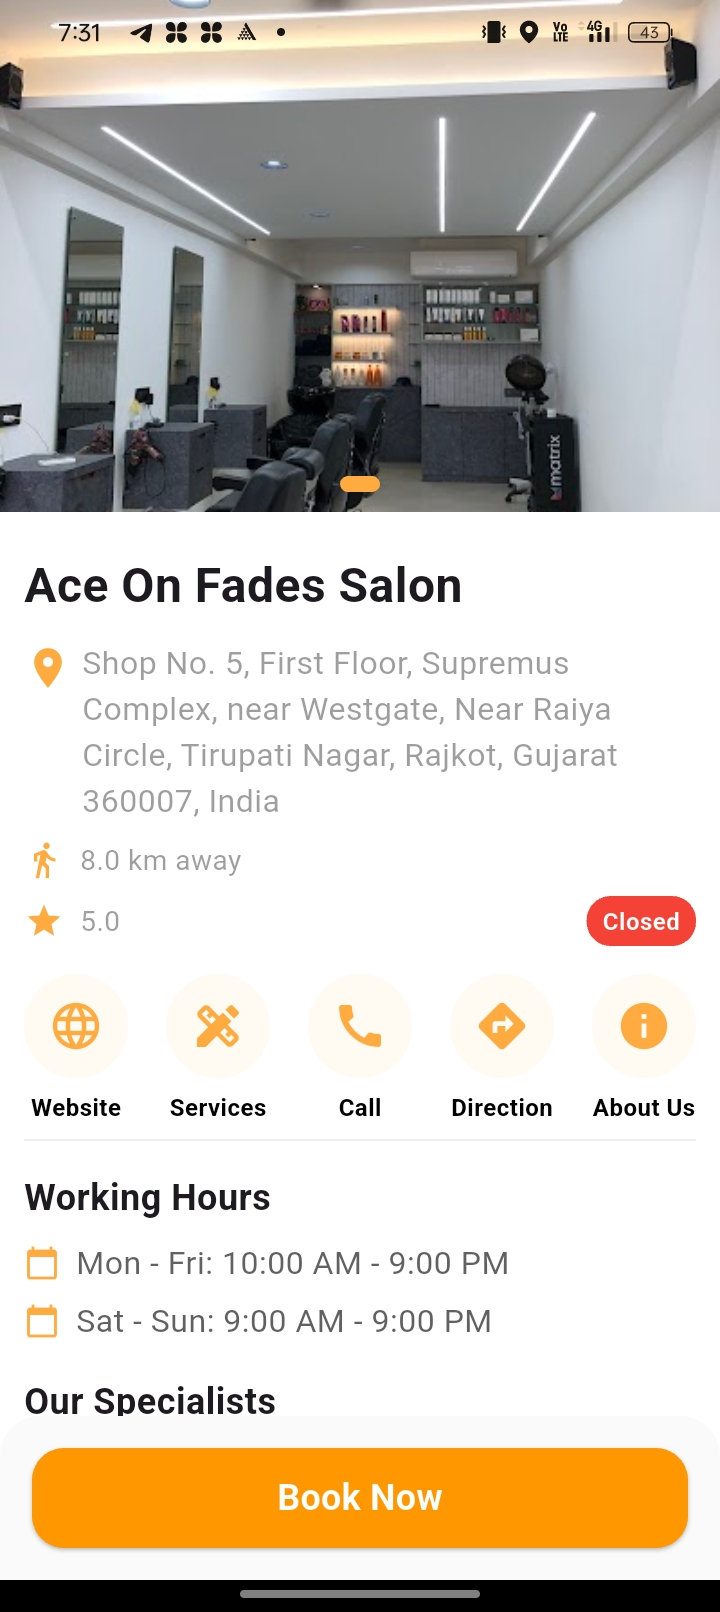 7:31
Vo
LTE
4G
43
matrix
Ace On Fades Salon
Shop No. 5, First Floor, Supremus
Complex, near Westgate, Near Raiya
Circle, Tirupati Nagar, Rajkot, Gujarat
360007, India
8.0 km away
5.0
Closed
Website
Services
Call
Direction
About Us
Working Hours
Mon - Fri: 10:00 AM - 9:00 PM
Sat - Sun: 9:00 AM - 9:00 PM
Our Specialists
Book Now